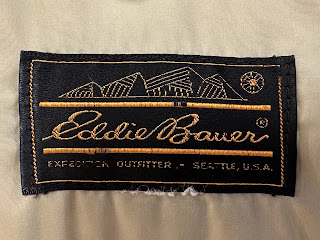 Eddie Bauer®
EXPEDITION OUTFITTER -- SEATTLE, U.S.A.